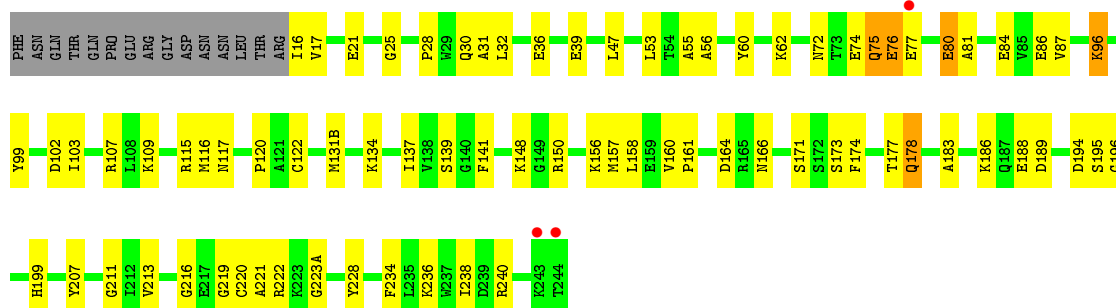 PHE ASN GLN THR GLN PRO GLU ARG GLY ASP ASN ASN LEU THR ARG I16 V17 E21 G25 P28 W29 Q30 A31 L32 E36 E39 L47 L53 T54 A55 A56 Y60 K62 N72 T73 E74 Q75 E76 E77 E80 A81 E84 V85 E86 V87 K96
Y99 D102 I103 R107 L108 K109 R115 M116 N117 P120 A121 C122 M131B K134 I137 V138 S139 G140 F141 K148 G149 R150 K156 M157 L158 E159 V160 P161 D164 R165 N166 S171 S172 S173 F174 T177 Q178 A183 K186 Q187 E188 D189 D194 S195
H199 Y207 G211 I212 V213 G216 E217 G219 C220 A221 R222 K223 G223A Y228 F234 L235 K236 W237 I238 D239 R240 K243 T244